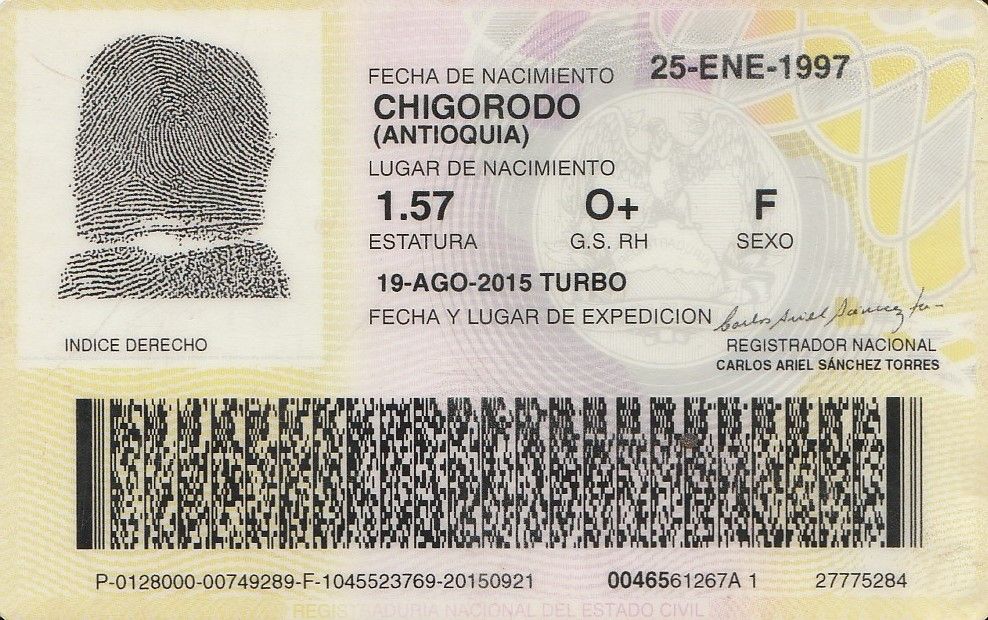 FECHA DE NACIMIENTO 25-ENE-1997
CHIGORODO
(ANTIOQUIA)
LUGAR DE NACIMIENTO
1.57 O+ F
ESTATURA G.S. RH SEXO
19-AGO-2015 TURBO
FECHA Y LUGAR DE EXPEDICION
Carlos Ariel Sánchez
REGISTRADOR NACIONAL
CARLOS ARIEL SÁNCHEZ TORRES
INDICE DERECHO
P-0128000-00749289-F-1045523769-20150921 0046561267A 1 27775284
REGISTRADURIA NACIONAL DEL ESTADO CIVIL